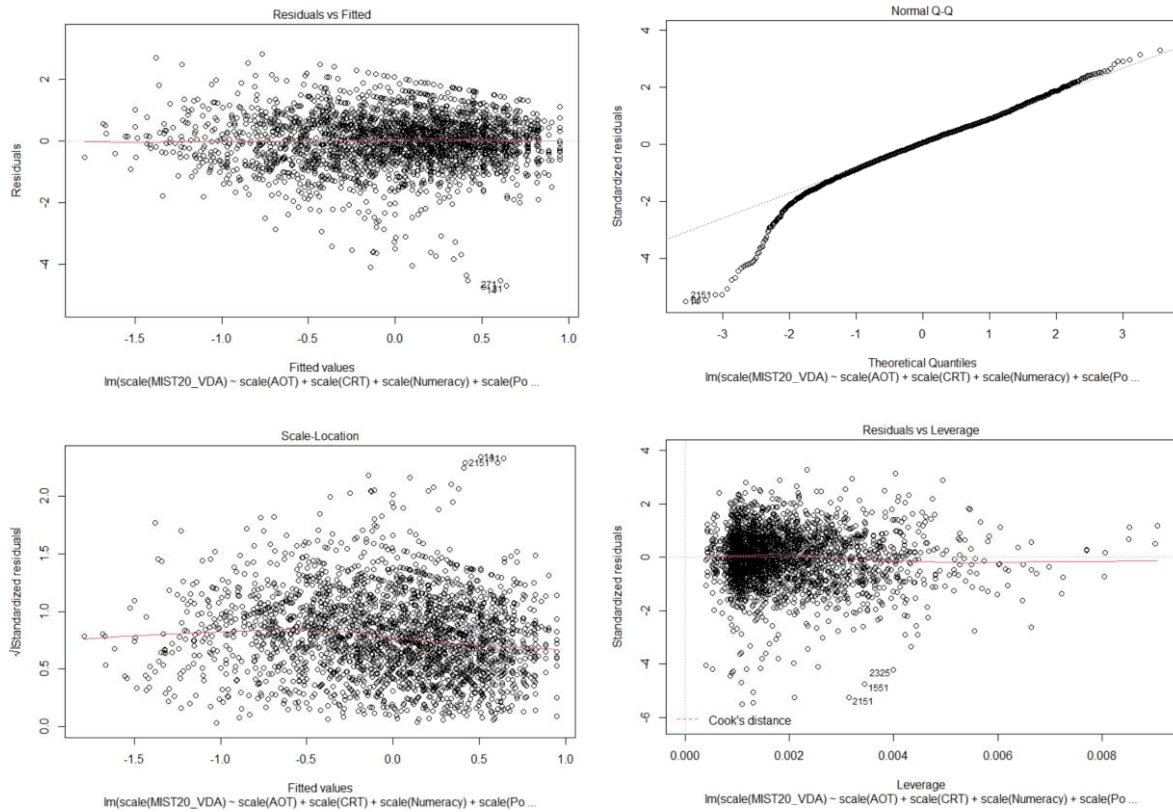 Residuals vs Fitted
Residuals
2
0
-2
-4
-1.5
-1.0
-0.5
0.0
0.5
1.0
Fitted values
lm(scale(MIST20_VDA) ~ scale(AOT) + scale(CRT) + scale(Numeracy) + scale(Po ...
Normal Q-Q
Standardized residuals
4
2
0
-2
-4
2151
-3
-2
-1
0
1
2
3
Theoretical Quantiles
lm(scale(MIST20_VDA) ~ scale(AOT) + scale(CRT) + scale(Numeracy) + scale(Po ...
Scale-Location
√|Standardized residuals|
2.0
1.5
1.0
0.5
0.0
2151
-1.5
-1.0
-0.5
0.0
0.5
1.0
Fitted values
lm(scale(MIST20_VDA) ~ scale(AOT) + scale(CRT) + scale(Numeracy) + scale(Po ...
Residuals vs Leverage
Standardized residuals
4
2
0
-2
-4
-6
2325
1551
2151
Cook's distance
0.000
0.002
0.004
0.006
0.008
Leverage
lm(scale(MIST20_VDA) ~ scale(AOT) + scale(CRT) + scale(Numeracy) + scale(Po ...